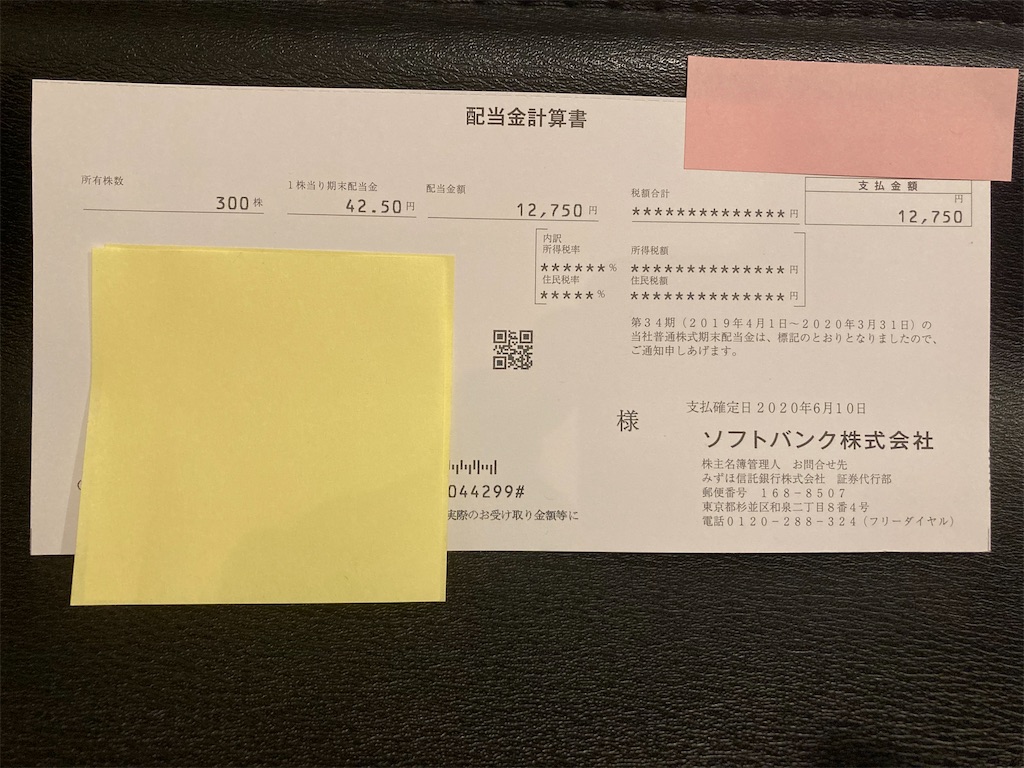 配当金計算書
所有株数
300株
1株当り期末配当金
42.50円
配当金額
12,750円
税額合計
**************円
支払金額
円
12,750
内訳
所得税率
******%
所得税額
**************円
住民税率
*****%
住民税額
**************円
第34期（2019年4月1日～2020年3月31日）の
当社普通株式期末配当金は、標記のとおりとなりましたので、
ご通知申しあげます。
様
支払確定日2020年6月10日
ソフトバンク株式会社
株主名簿管理人　お問合せ先
みずほ信託銀行株式会社　証券代行部
郵便番号　168－8507
東京都杉並区和泉二丁目8番4号
電話0120－288－324（フリーダイヤル）
044299#
実際のお受け取り金額等に